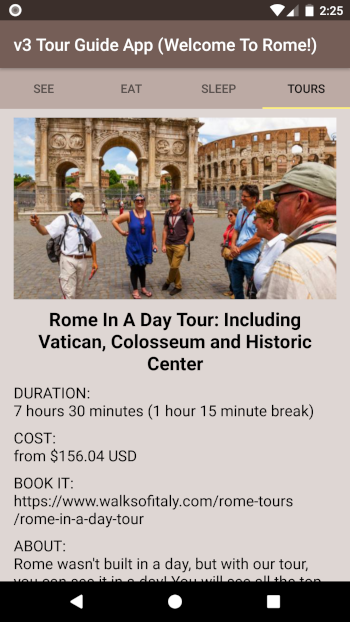 2:25
v3 Tour Guide App (Welcome To Rome!)
SEE EAT SLEEP TOURS
Rome In A Day Tour: Including
Vatican, Colosseum and Historic
Center
DURATION:
7 hours 30 minutes (1 hour 15 minute break)
COST:
from $156.04 USD
BOOK IT:
https://www.walksofitaly.com/rome-tours
/rome-in-a-day-tour
ABOUT:
Rome wasn't built in a day, but with our tour,
you can see it in a day! You will see all the top